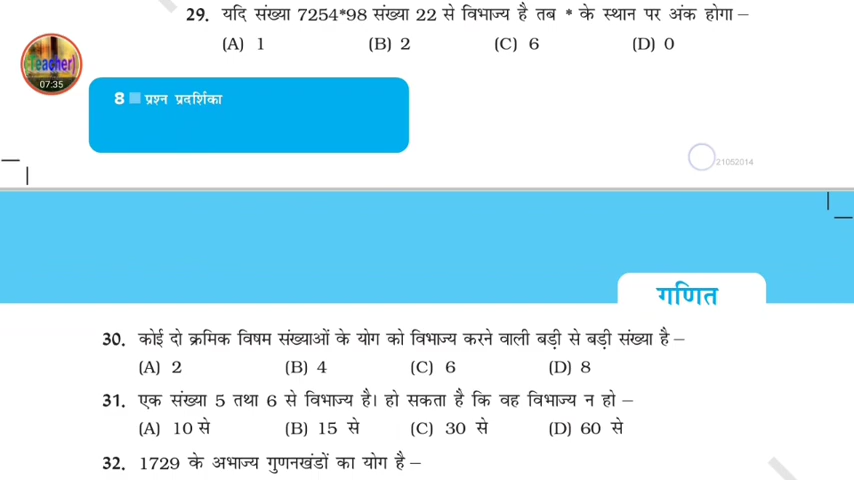 29. यदि संख्या 7254*98 संख्या 22 से विभाज्य है तब * के स्थान पर अंक होगा –
(A) 1 (B) 2 (C) 6 (D) 0
Teacher)
07:35
8 ■ प्रश्न प्रदर्शिका
21052014
गणित
30. कोई दो क्रमिक विषम संख्याओं के योग को विभाज्य करने वाली बड़ी से बड़ी संख्या है –
(A) 2 (B) 4 (C) 6 (D) 8
31. एक संख्या 5 तथा 6 से विभाज्य है। हो सकता है कि वह विभाज्य न हो –
(A) 10 से (B) 15 से (C) 30 से (D) 60 से
32. 1729 के अभाज्य गुणनखंडों का योग है –